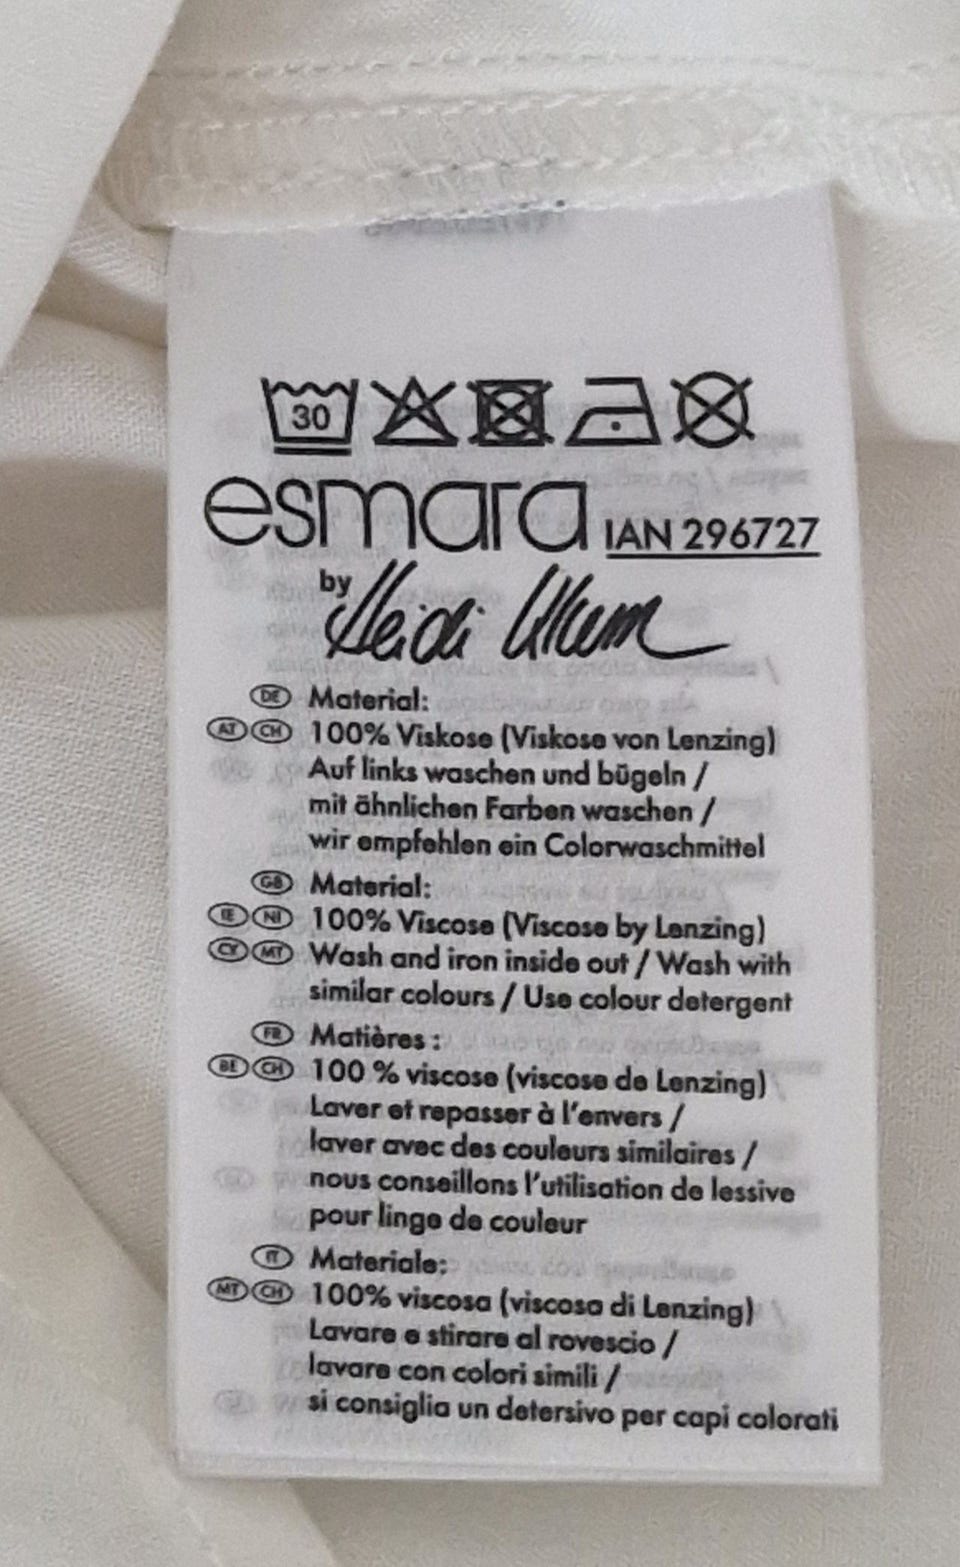 30
esmara IAN 296727
by Heidi Klum
DE Material:
AT CH 100% Viskose (Viskose von Lenzing)
Auf links waschen und bügeln /
mit ähnlichen Farben waschen /
wir empfehlen ein Colorwaschmittel
GB Material:
IE NI 100% Viscose (Viscose by Lenzing)
CY MT Wash and iron inside out / Wash with
similar colours / Use colour detergent
FR Matières :
BE CH 100 % viscose (viscose de Lenzing)
Laver et repasser à l'envers /
laver avec des couleurs similaires /
nous conseillons l'utilisation de lessive
pour linge de couleur
IT Materiale:
MT CH 100% viscosa (viscosa di Lenzing)
Lavare e stirare al rovescio /
lavare con colori simili /
si consiglia un detersivo per capi colorati